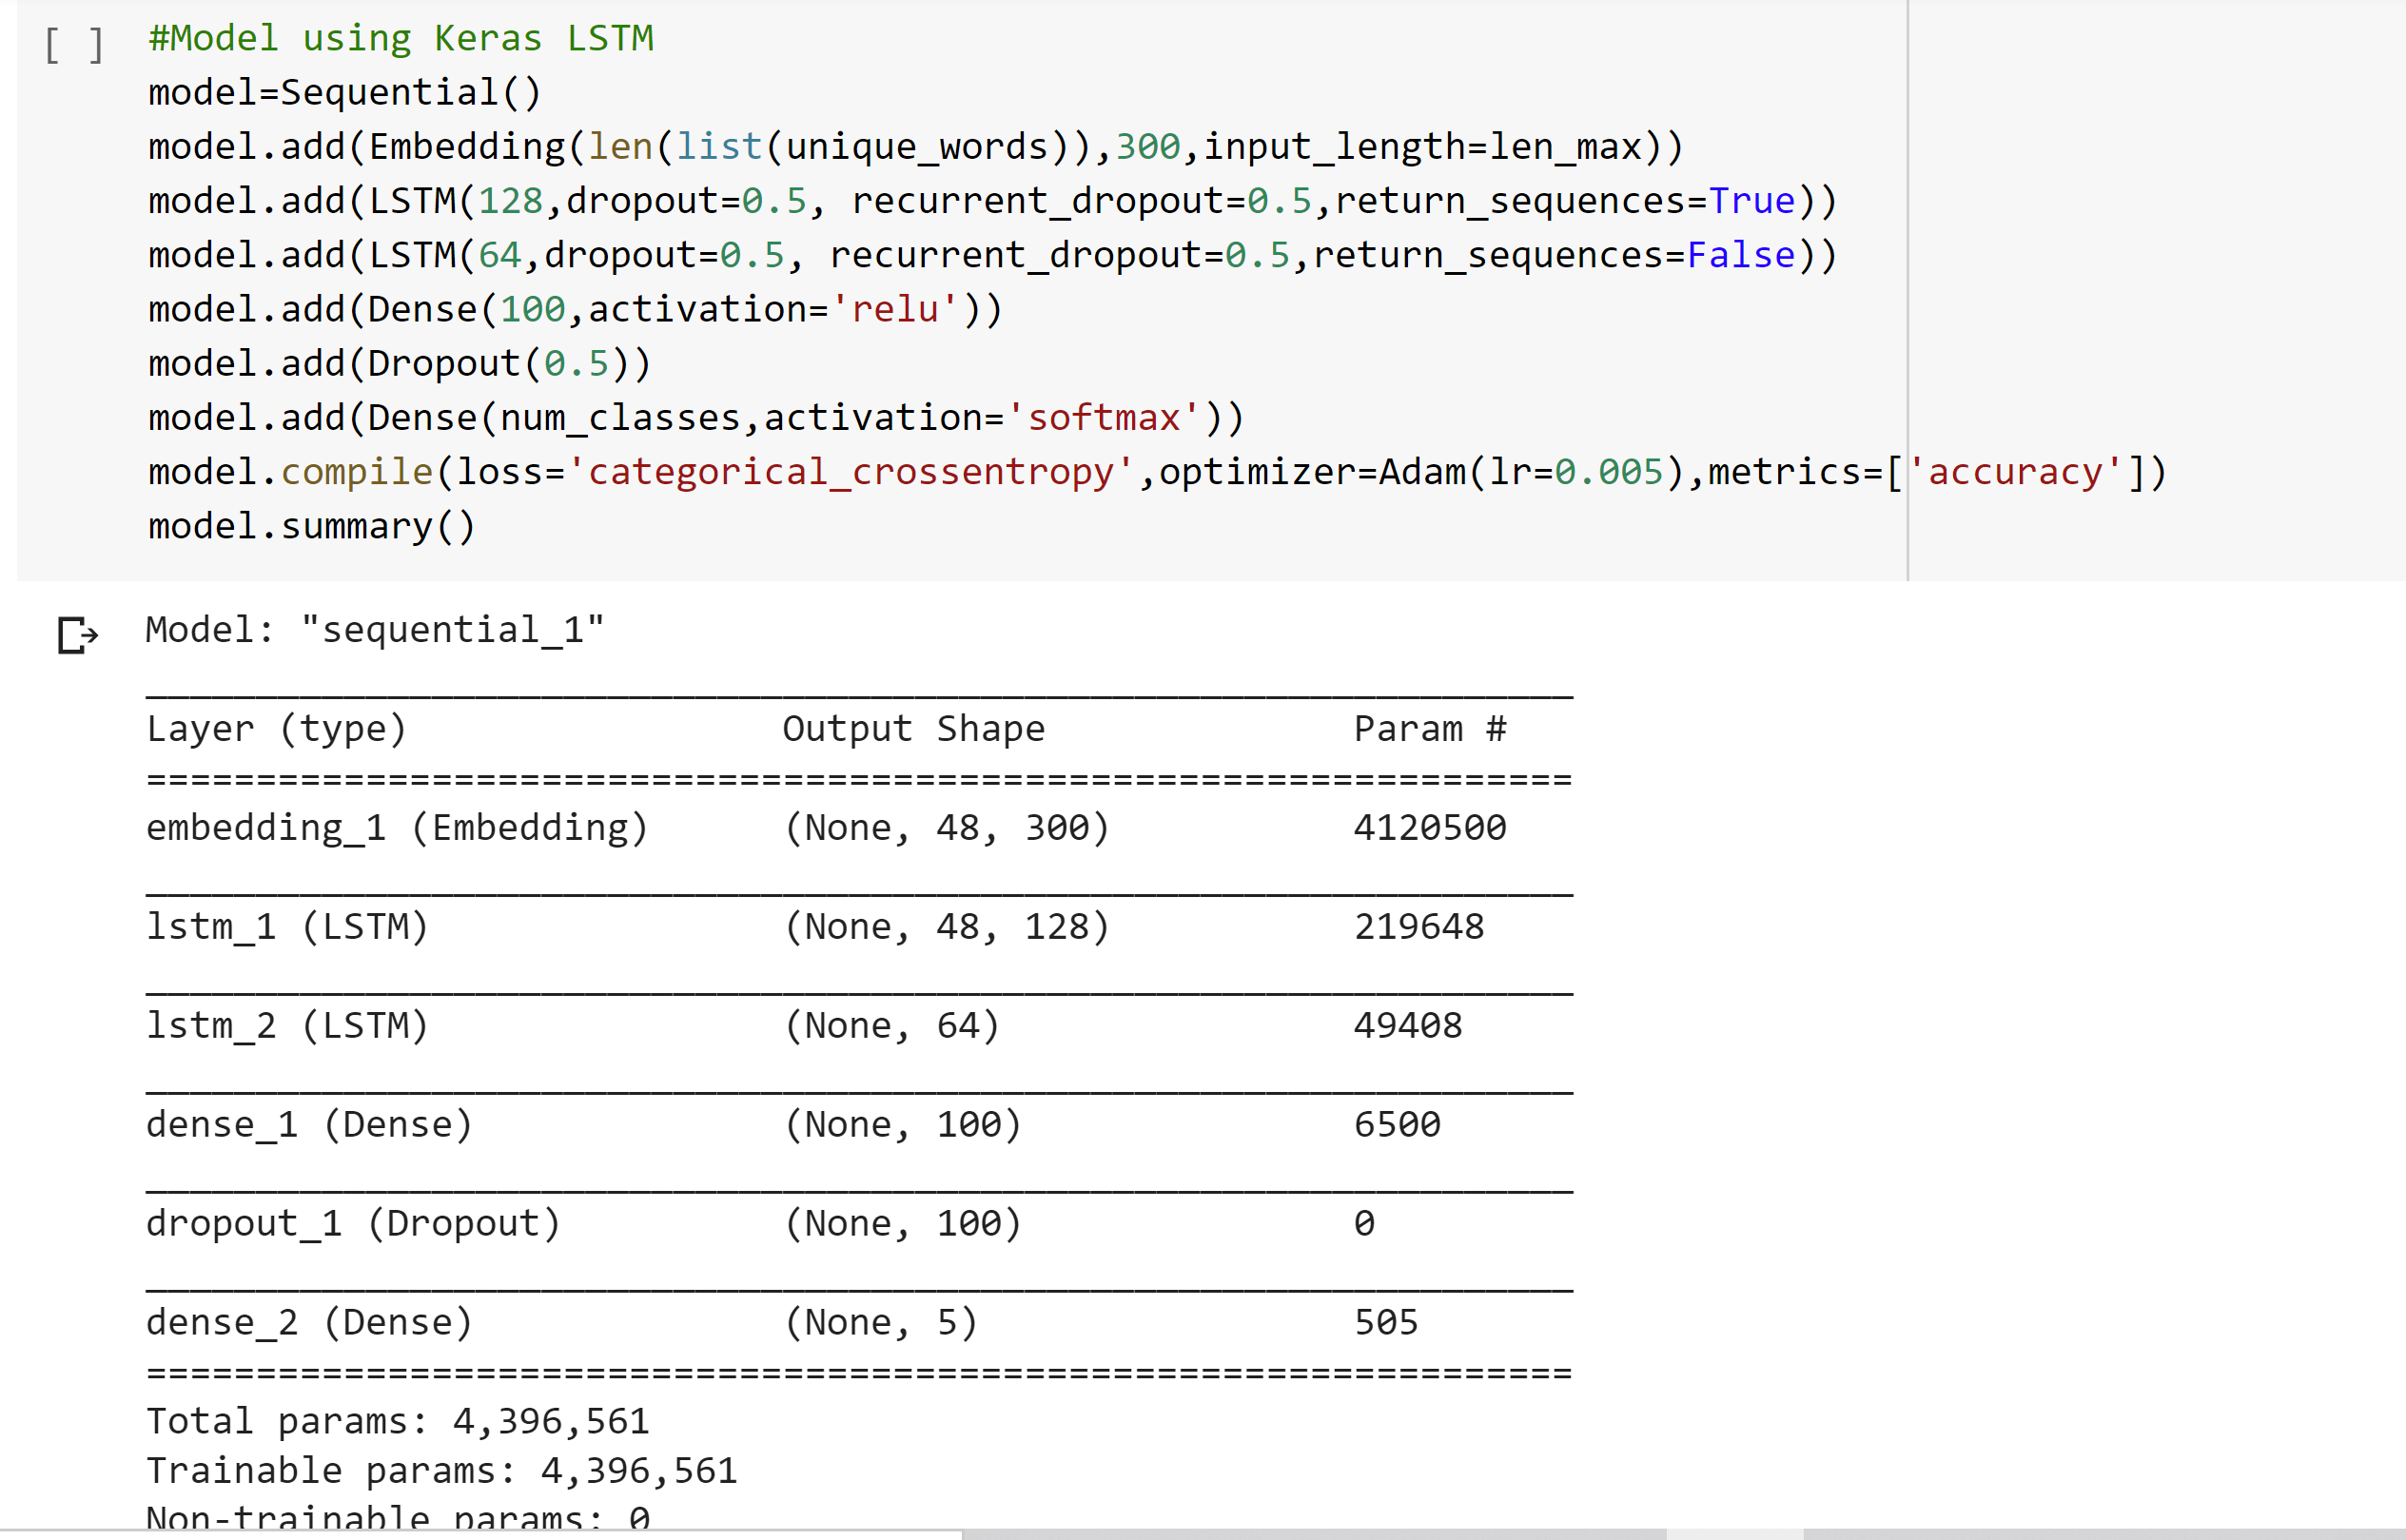 [ ] #Model using Keras LSTM
model=Sequential()
model.add(Embedding(len(list(unique_words)),300,input_length=len_max))
model.add(LSTM(128,dropout=0.5, recurrent_dropout=0.5,return_sequences=True))
model.add(LSTM(64,dropout=0.5, recurrent_dropout=0.5,return_sequences=False))
model.add(Dense(100,activation='relu'))
model.add(Dropout(0.5))
model.add(Dense(num_classes,activation='softmax'))
model.compile(loss='categorical_crossentropy',optimizer=Adam(lr=0.005),metrics=['accuracy'])
model.summary()
Model: "sequential_1"
_________________________________________________________________
Layer (type)                 Output Shape              Param #
=================================================================
embedding_1 (Embedding)      (None, 48, 300)           4120500
_________________________________________________________________
lstm_1 (LSTM)                (None, 48, 128)           219648
_________________________________________________________________
lstm_2 (LSTM)                (None, 64)                49408
_________________________________________________________________
dense_1 (Dense)              (None, 100)               6500
_________________________________________________________________
dropout_1 (Dropout)          (None, 100)               0
_________________________________________________________________
dense_2 (Dense)              (None, 5)                 505
=================================================================
Total params: 4,396,561
Trainable params: 4,396,561
Non-trainable params: 0